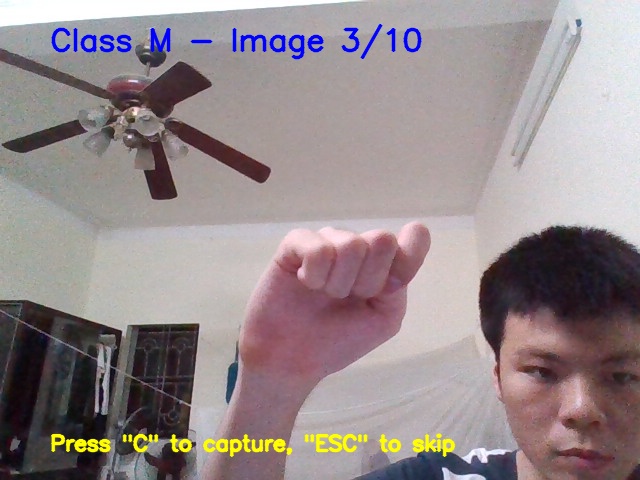 Class M - Image 3/10
Press "C" to capture, "ESC" to skip